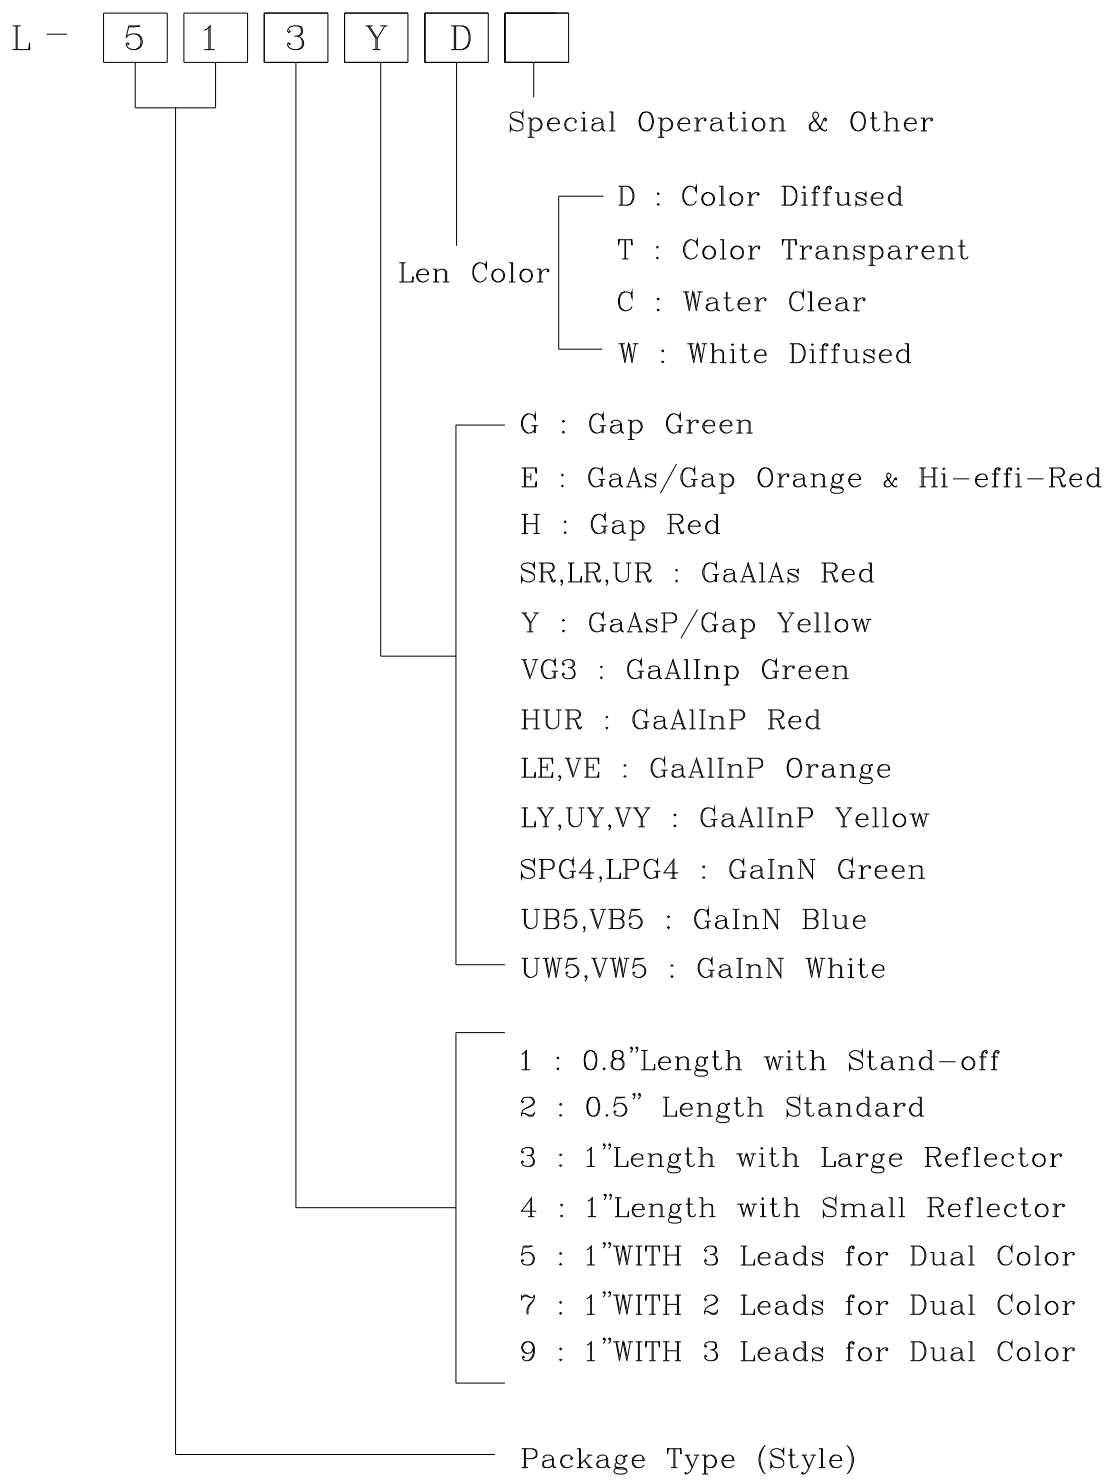 L- 5 1 3 Y D
Special Operation & Other
D : Color Diffused
T : Color Transparent
Len Color
C : Water Clear
W : White Diffused
G : Gap Green
E : GaAs/Gap Orange & Hi-effi-Red
H : Gap Red
SR,LR,UR : GaAlAs Red
Y : GaAsP/Gap Yellow
VG3 : GaAlInp Green
HUR : GaAlInP Red
LE,VE : GaAlInP Orange
LY,UY,VY : GaAlInP Yellow
SPG4,LPG4 : GaInN Green
UB5,VB5 : GaInN Blue
UW5,VW5 : GaInN White
1 : 0.8”Length with Stand-off
2 : 0.5” Length Standard
3 : 1”Length with Large Reflector
4 : 1”Length with Small Reflector
5 : 1”WITH 3 Leads for Dual Color
7 : 1”WITH 2 Leads for Dual Color
9 : 1”WITH 3 Leads for Dual Color
Package Type (Style)